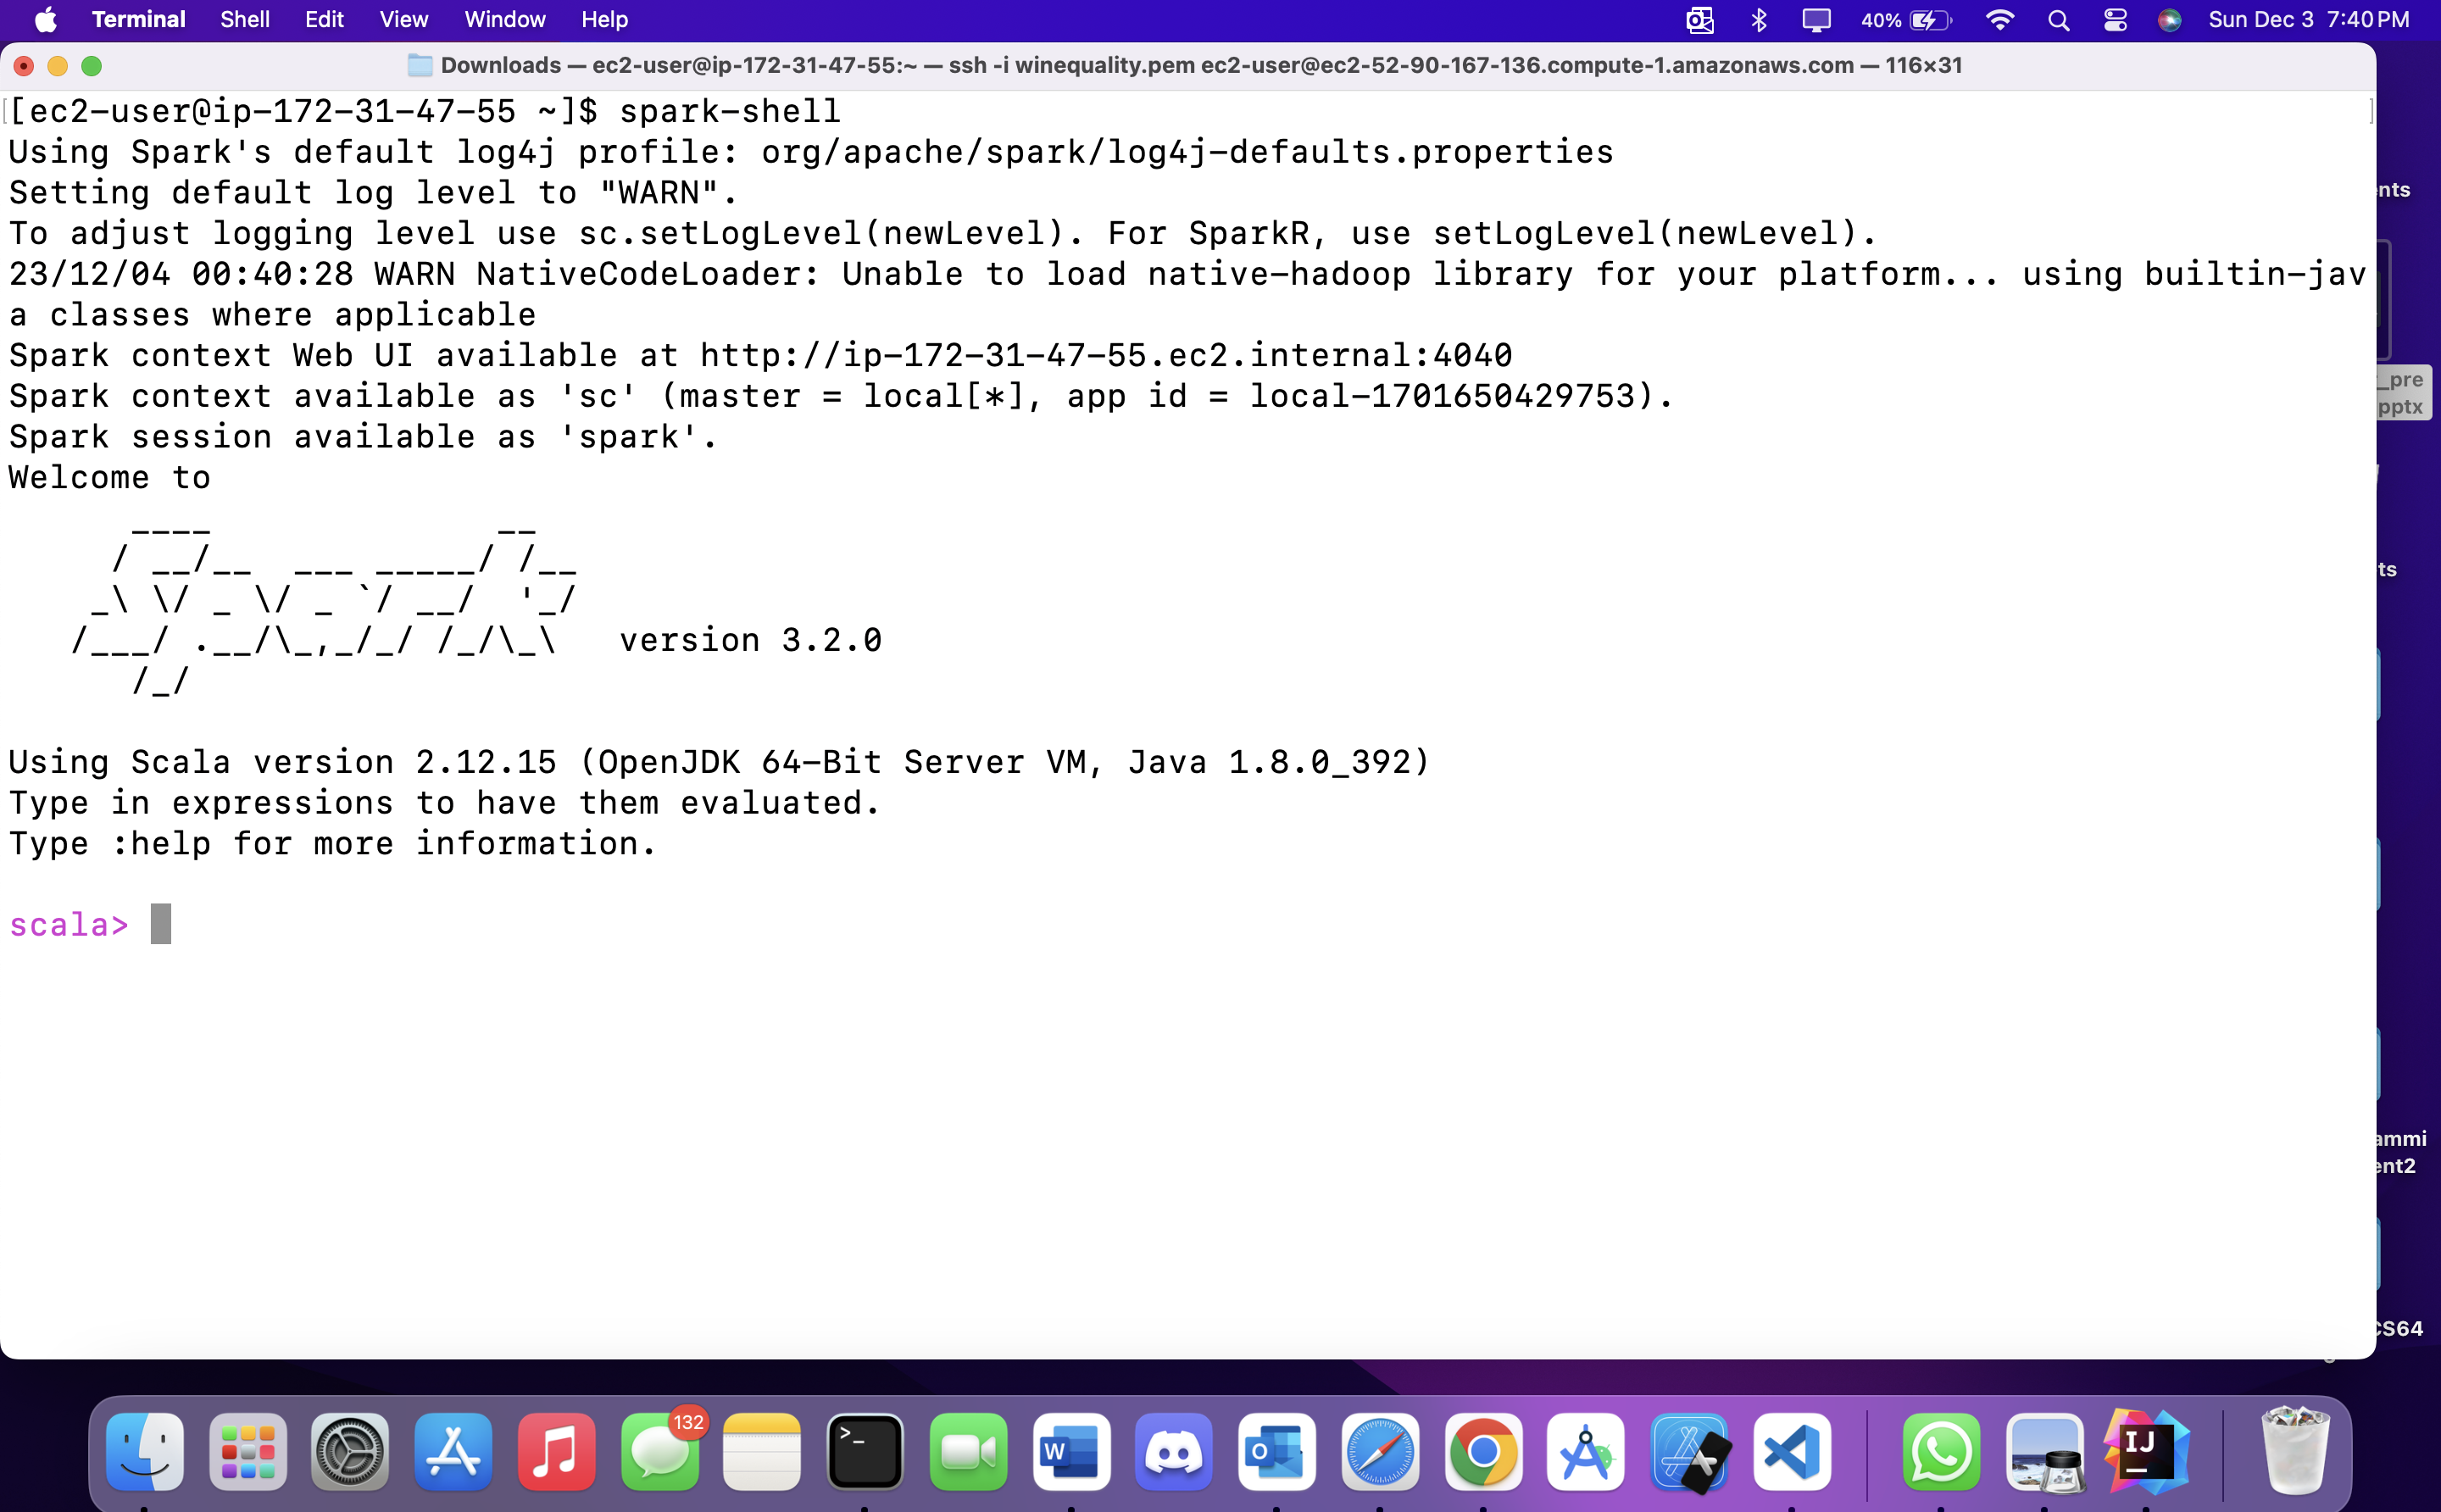 Terminal Shell Edit View Window Help 40% Sun Dec 3 7:40 PM
Downloads — ec2-user@ip-172-31-47-55:~ — ssh -i winequality.pem ec2-user@ec2-52-90-167-136.compute-1.amazonaws.com — 116×31
[[ec2-user@ip-172-31-47-55 ~]$ spark-shell ]
Using Spark's default log4j profile: org/apache/spark/log4j-defaults.properties
Setting default log level to "WARN".
To adjust logging level use sc.setLogLevel(newLevel). For SparkR, use setLogLevel(newLevel).
23/12/04 00:40:28 WARN NativeCodeLoader: Unable to load native-hadoop library for your platform... using builtin-jav
a classes where applicable
Spark context Web UI available at http://ip-172-31-47-55.ec2.internal:4040
Spark context available as 'sc' (master = local[*], app id = local-1701650429753).
Spark session available as 'spark'.
Welcome to
      ____              __
     / __/__  ___ _____/ /__
    _\ \/ _ \/ _ `/ __/  '_/
   /___/ .__/\_,_/_/ /_/\_\   version 3.2.0
      /_/
Using Scala version 2.12.15 (OpenJDK 64-Bit Server VM, Java 1.8.0_392)
Type in expressions to have them evaluated.
Type :help for more information.
scala>
nts
_pre
pptx
ts
ammi
ent2
CS64
132
W
O
IJ